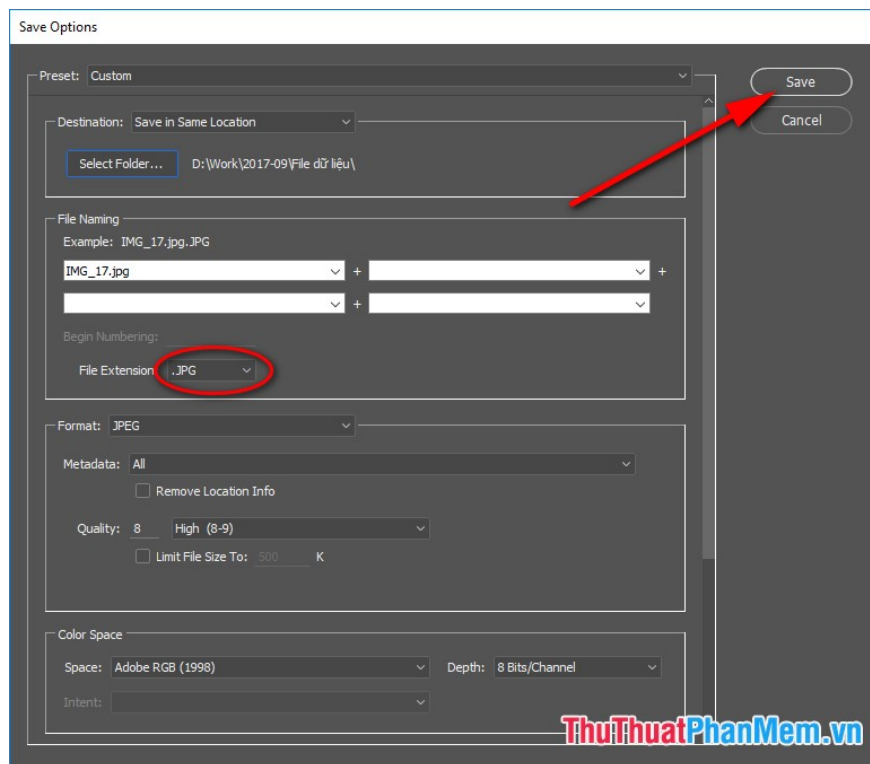 Save Options
Preset: Custom
Save
Cancel
Destination: Save in Same Location
Select Folder... D:\Work\2017-09\File dữ liệu\
File Naming
Example: IMG_17.jpg.JPG
IMG_17.jpg + +
+
Begin Numbering:
File Extension .JPG
Format: JPEG
Metadata: All
Remove Location Info
Quality: 8 High (8-9)
Limit File Size To: 500 K
Color Space
Space: Adobe RGB (1998) Depth: 8 Bits/Channel
Intent:
ThuThuatPhanMem.vn